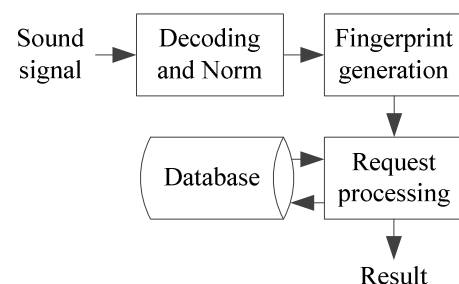 Sound
signal
Decoding
and Norm
Fingerprint
generation
Database
Request
processing
Result